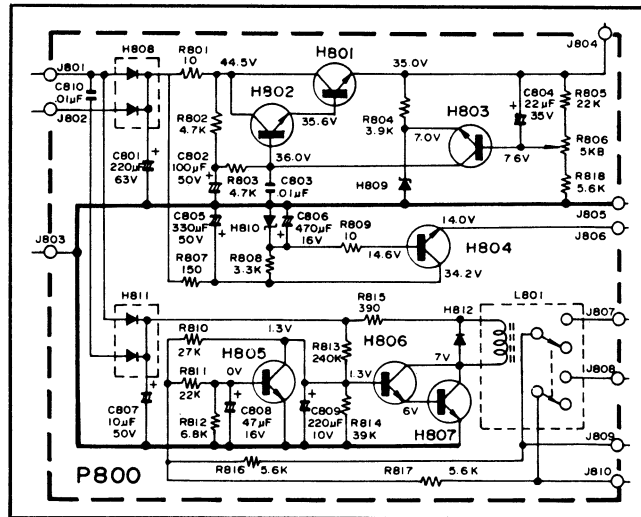 J804
H808
R801
10
44.5V
H801
35.0V
J801
C810
.01µF
J802
H802
35.6V
R802
4.7K
R804
3.9K
H803
7.0V
C804
22µF
35V
R805
22K
R806
5KB
7.6V
C801
220µF
63V
C802
100µF
50V
36.0V
R803
4.7K
C803
.01µF
H809
R818
5.6K
J803
C805
330µF
50V
H810
C806
470µF
16V
R809
10
14.6V
14.0V
H804
J805
J806
R807
150
R808
3.3K
34.2V
H811
R815
390
H812
L801
J807
R810
27K
1.3V
R813
240K
H806
R811
22K
0V
H805
1.3V
7V
J808
C807
10µF
50V
R812
6.8K
C808
47µF
16V
C809
220µF
10V
R814
39K
6V
H807
J809
P800
R816
5.6K
R817
5.6K
J810